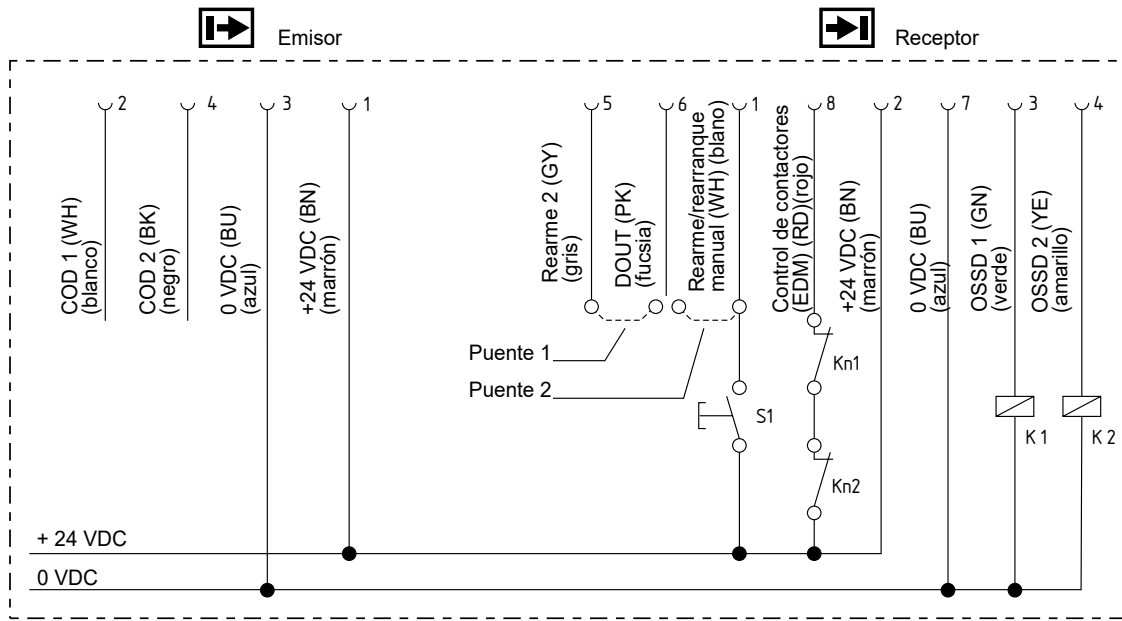 Emisor
Receptor
2
4
3
1
5
6
1
8
2
7
3
4
COD 1 (WH)
(blanco)
COD 2 (BK)
(negro)
0 VDC (BU)
(azul)
+24 VDC (BN)
(marrón)
Rearme 2 (GY)
(gris)
DOUT (PK)
(fucsia)
Rearme/rearranque
manual (WH) (blano)
Control de contactores
(EDM) (RD)(rojo)
+24 VDC (BN)
(marrón)
0 VDC (BU)
(azul)
OSSD 1 (GN)
(verde)
OSSD 2 (YE)
(amarillo)
Puente 1
Puente 2
Kn1
S1
K 1
K 2
Kn2
+ 24 VDC
0 VDC